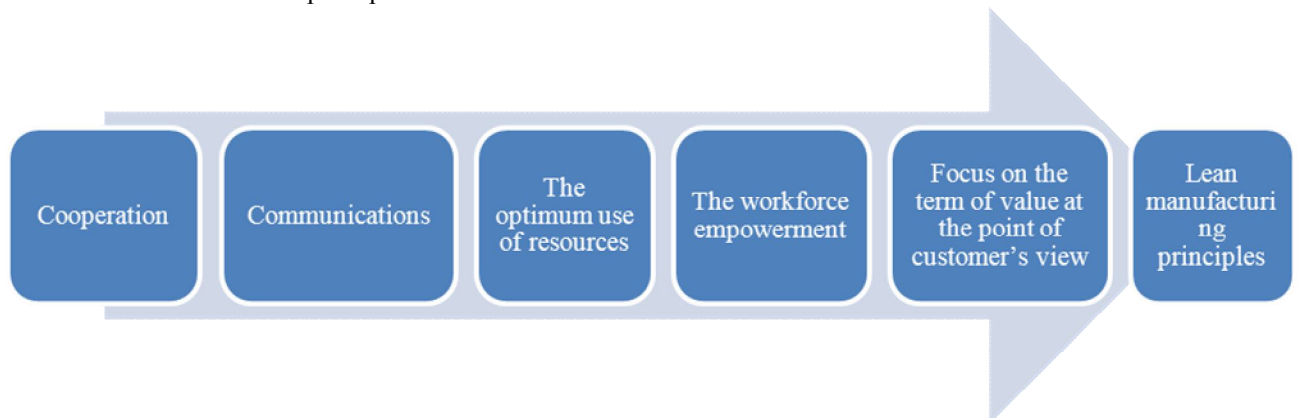 Cooperation
Communications
The
optimum use
of resources
The workforce
empowerment
Focus on the
term of value at
the point of
customer’s view
Lean
manufacturi
ng
principles